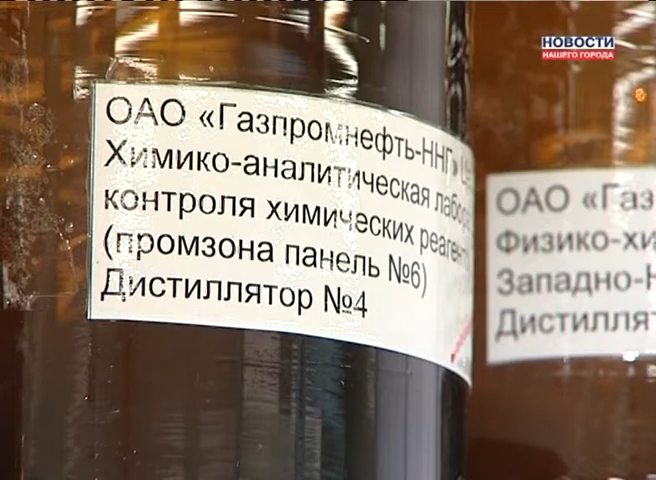 НОВОСТИ
НАШЕГО ГОРОДА
ОАО «Газпромнефть-ННГ»
Химико-аналитическая
контроля химических
(промзона панель №6)
Дистиллятор №4
ОАО «Газ
Физико-хи
Западно-Н
Дистиллят